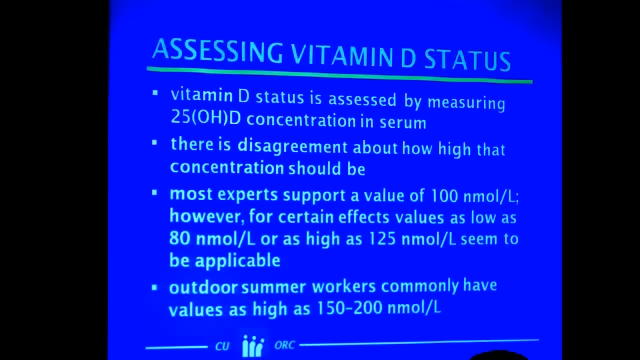 ASSESSING VITAMIN D STATUS
▪ vitamin D status is assessed by measuring
25(OH)D concentration in serum
▪ there is disagreement about how high that
concentration should be
▪ most experts support a value of 100 nmol/L;
however, for certain effects values as low as
80 nmol/L or as high as 125 nmol/L seem to
be applicable
▪ outdoor summer workers commonly have
values as high as 150–200 nmol/L
CU ORC